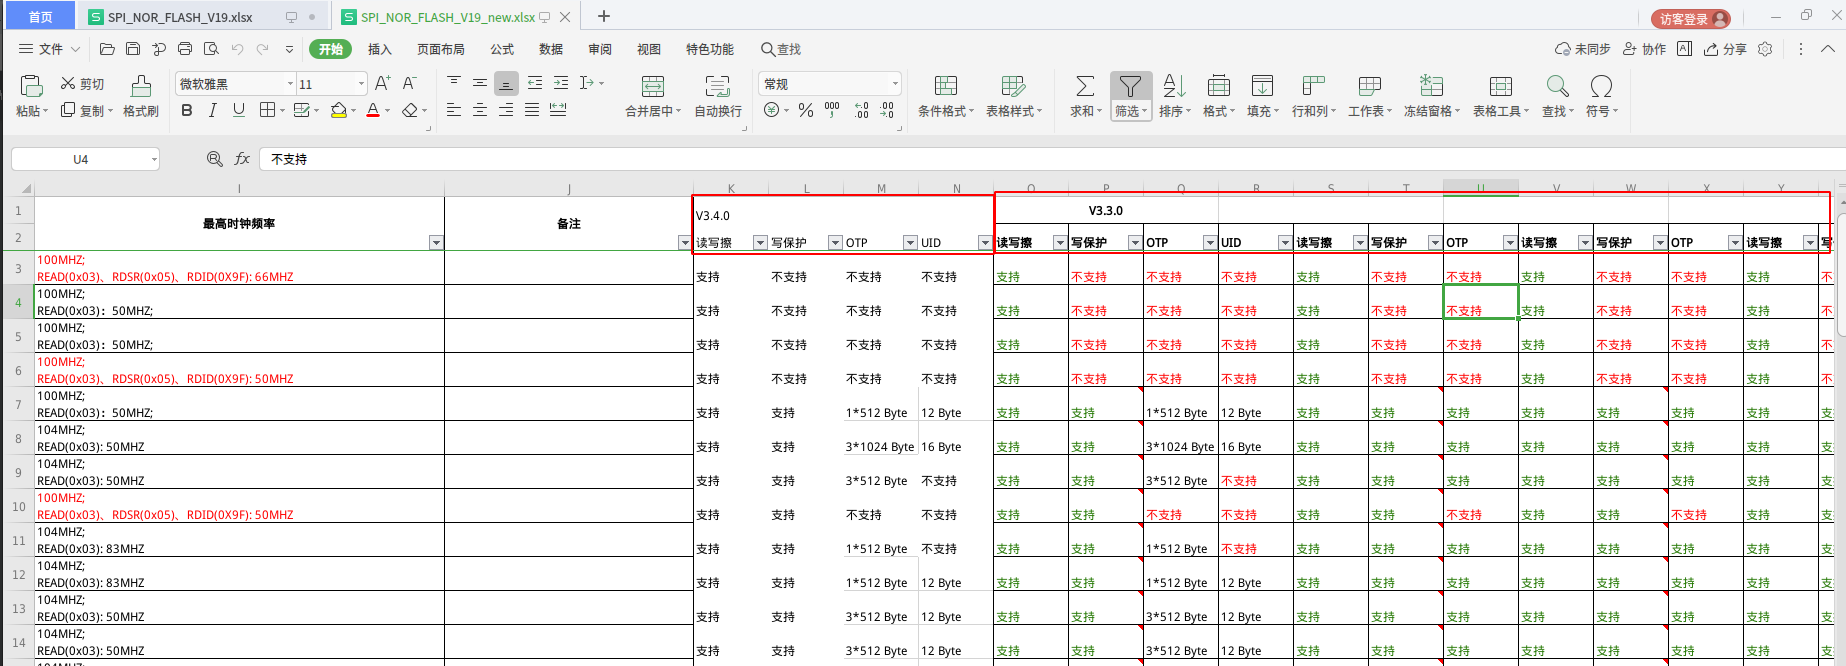 首页 SPI_NOR_FLASH_V19.xlsx SPI_NOR_FLASH_V19_new.xlsx 访客登录
文件 开始 插入 页面布局 公式 数据 审阅 视图 特色功能 查找 未同步 协作 分享
粘贴 剪切 复制 格式刷 微软雅黑 11 合并居中 自动换行 常规 条件格式 表格样式 求和 筛选 排序 格式 填充 行和列 工作表 冻结窗格 表格工具 查找 符号
U4 fx 不支持
I J K L M N O P Q R S T U V W X Y
1 最高时钟频率 备注 V3.4.0 V3.3.0
2 读写擦 写保护 OTP UID 读写擦 写保护 OTP UID 读写擦 写保护 OTP 读写擦 写保护 OTP 读写擦 写
100MHZ;
3 READ(0x03)、RDSR(0x05)、RDID(0X9F): 66MHZ 支持 不支持 不支持 不支持 支持 不支持 不支持 不支持 支持 不支持 不支持 支持 不支持 不支持 支持 不
100MHZ;
4 READ(0x03)：50MHZ; 支持 不支持 不支持 不支持 支持 不支持 不支持 不支持 支持 不支持 不支持 支持 不支持 不支持 支持 不
100MHZ;
5 READ(0x03)：50MHZ; 支持 不支持 不支持 不支持 支持 不支持 不支持 不支持 支持 不支持 不支持 支持 不支持 不支持 支持 不
100MHZ;
6 READ(0x03)、RDSR(0x05)、RDID(0X9F): 50MHZ 支持 不支持 不支持 不支持 支持 不支持 不支持 不支持 支持 不支持 不支持 支持 不支持 不支持 支持 不
100MHZ;
7 READ(0x03)：50MHZ; 支持 支持 1*512 Byte 12 Byte 支持 支持 1*512 Byte 12 Byte 支持 支持 支持 支持 支持 支持 支持 支
104MHZ;
8 READ(0x03): 50MHZ 支持 支持 3*1024 Byte 16 Byte 支持 支持 3*1024 Byte 16 Byte 支持 支持 支持 支持 支持 支持 支持 支
104MHZ;
9 READ(0x03): 50MHZ 支持 支持 3*512 Byte 不支持 支持 支持 3*512 Byte 不支持 支持 支持 支持 支持 支持 支持 支持 支
100MHZ;
10 READ(0x03)、RDSR(0x05)、RDID(0X9F): 50MHZ 支持 支持 不支持 不支持 支持 支持 不支持 不支持 支持 支持 不支持 支持 支持 不支持 支持 支
104MHZ;
11 READ(0x03): 83MHZ 支持 支持 1*512 Byte 不支持 支持 支持 1*512 Byte 不支持 支持 支持 支持 支持 支持 支持 支持 支
104MHZ;
12 READ(0x03): 83MHZ 支持 支持 1*512 Byte 12 Byte 支持 支持 1*512 Byte 12 Byte 支持 支持 支持 支持 支持 支持 支持 支
104MHZ;
13 READ(0x03): 50MHZ 支持 支持 3*512 Byte 12 Byte 支持 支持 3*512 Byte 12 Byte 支持 支持 支持 支持 支持 支持 支持 支
104MHZ;
14 READ(0x03): 50MHZ 支持 支持 3*512 Byte 12 Byte 支持 支持 3*512 Byte 12 Byte 支持 支持 支持 支持 支持 支持 支持 支